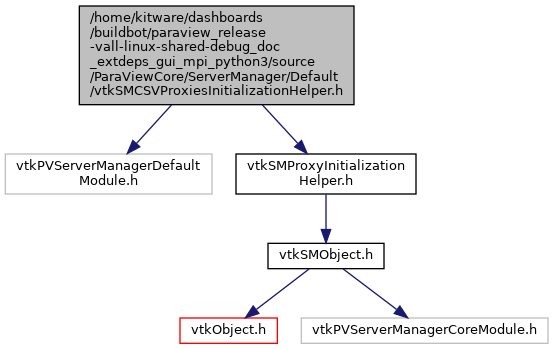 /home/kitware/dashboards
/buildbot/paraview_release
-vall-linux-shared-debug_doc
_extdeps_gui_mpi_python3/source
/ParaViewCore/ServerManager/Default
/vtkSMCSVProxiesInitializationHelper.h
vtkPVServerManagerDefault
Module.h
vtkSMProxyInitialization
Helper.h
vtkSMObject.h
vtkObject.h
vtkPVServerManagerCoreModule.h